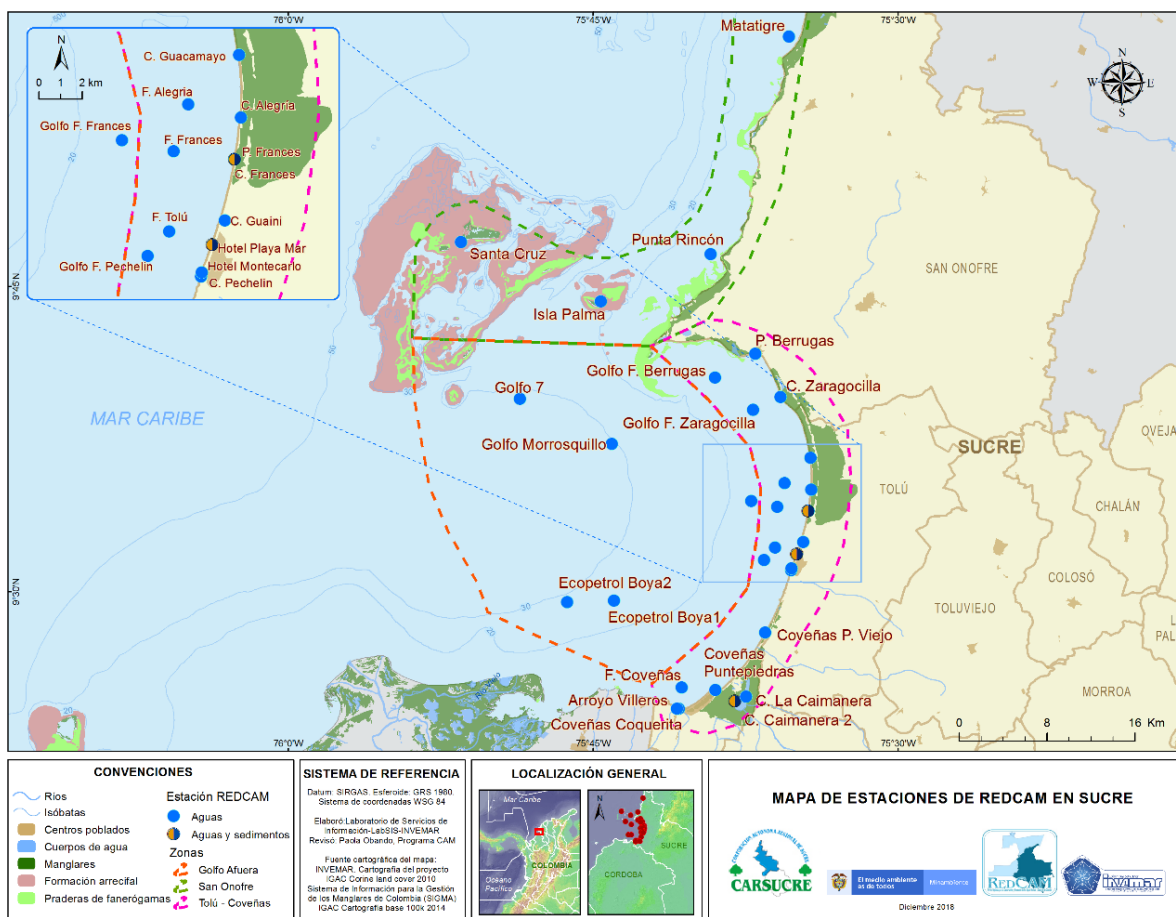 76°0'W
75°45'W
75°30'W
Matatigre
N
W
E
S
N
0 1 2 km
C. Guacamayo
F. Alegria
C. Alegria
Golfo F. Frances
F. Frances
P. Frances
C. Frances
F. Tolú
C. Guaini
Hotel Playa Mar
Golfo F. Pechelin
Hotel Montecarlo
C. Pechelin
9°45'N
Santa Cruz
Punta Rincón
SAN ONOFRE
Isla Palma
P. Berrugas
Golfo F. Berrugas
C. Zaragocilla
Golfo 7
MAR CARIBE
Golfo F. Zaragocilla
Golfo Morrosquillo
SUCRE
OVEJA
TOLÚ
CHALÁN
9°30'N
Ecopetrol Boya2
Ecopetrol Boya1
COLOSÓ
TOLUVIEJO
Coveñas P. Viejo
Coveñas
Puntepiedras
F. Coveñas
Arroyo Villeros
C. La Caimanera
Coveñas Coquerita
C. Caimanera 2
MORROA
0 8 16 Km
76°0'W
75°45'W
75°30'W
CONVENCIONES
Rios
Isóbatas
Centros poblados
Cuerpos de agua
Manglares
Formación arrecifal
Praderas de fanerógamas
Estación REDCAM
Aguas
Aguas y sedimentos
Zonas
Golfo Afuera
San Onofre
Tolú - Coveñas
SISTEMA DE REFERENCIA
Datum: SIRGAS. Esferoide: GRS 1980.
Sistema de coordenadas WSG 84
Elaboró:Laboratorio de Servicios de
Información-LabSIS-INVEMAR
Revisó: Paola Obando, Programa CAM
Fuente cartográfica del mapa:
INVEMAR. Cartografía del proyecto
IGAC Corine land cover 2010
Sistema de Información para la Gestión
de los Manglares de Colombia (SIGMA)
IGAC Cartografía base 100k 2014
LOCALIZACIÓN GENERAL
Mar Caribe
COLOMBIA
Océano
Pacífico
N
SUCRE
CORDOBA
MAPA DE ESTACIONES DE REDCAM EN SUCRE
CARSUCRE
El medio ambiente
es de todos
Minambiente
REDCAM
invemar
Diciembre 2018